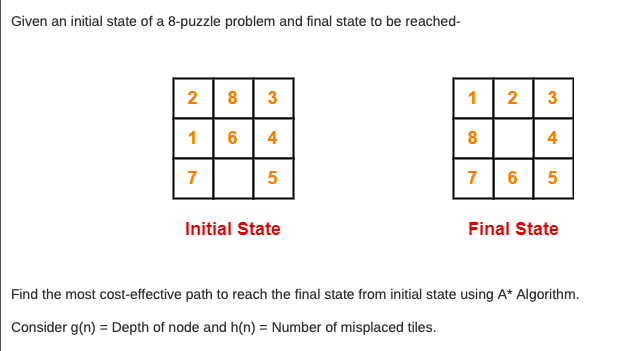 Given an initial state of a 8-puzzle problem and final state to be reached-
2 8 3
1 6 4
7 5
Initial State
1 2 3
8 4
7 6 5
Final State
Find the most cost-effective path to reach the final state from initial state using A* Algorithm.
Consider g(n) = Depth of node and h(n) = Number of misplaced tiles.